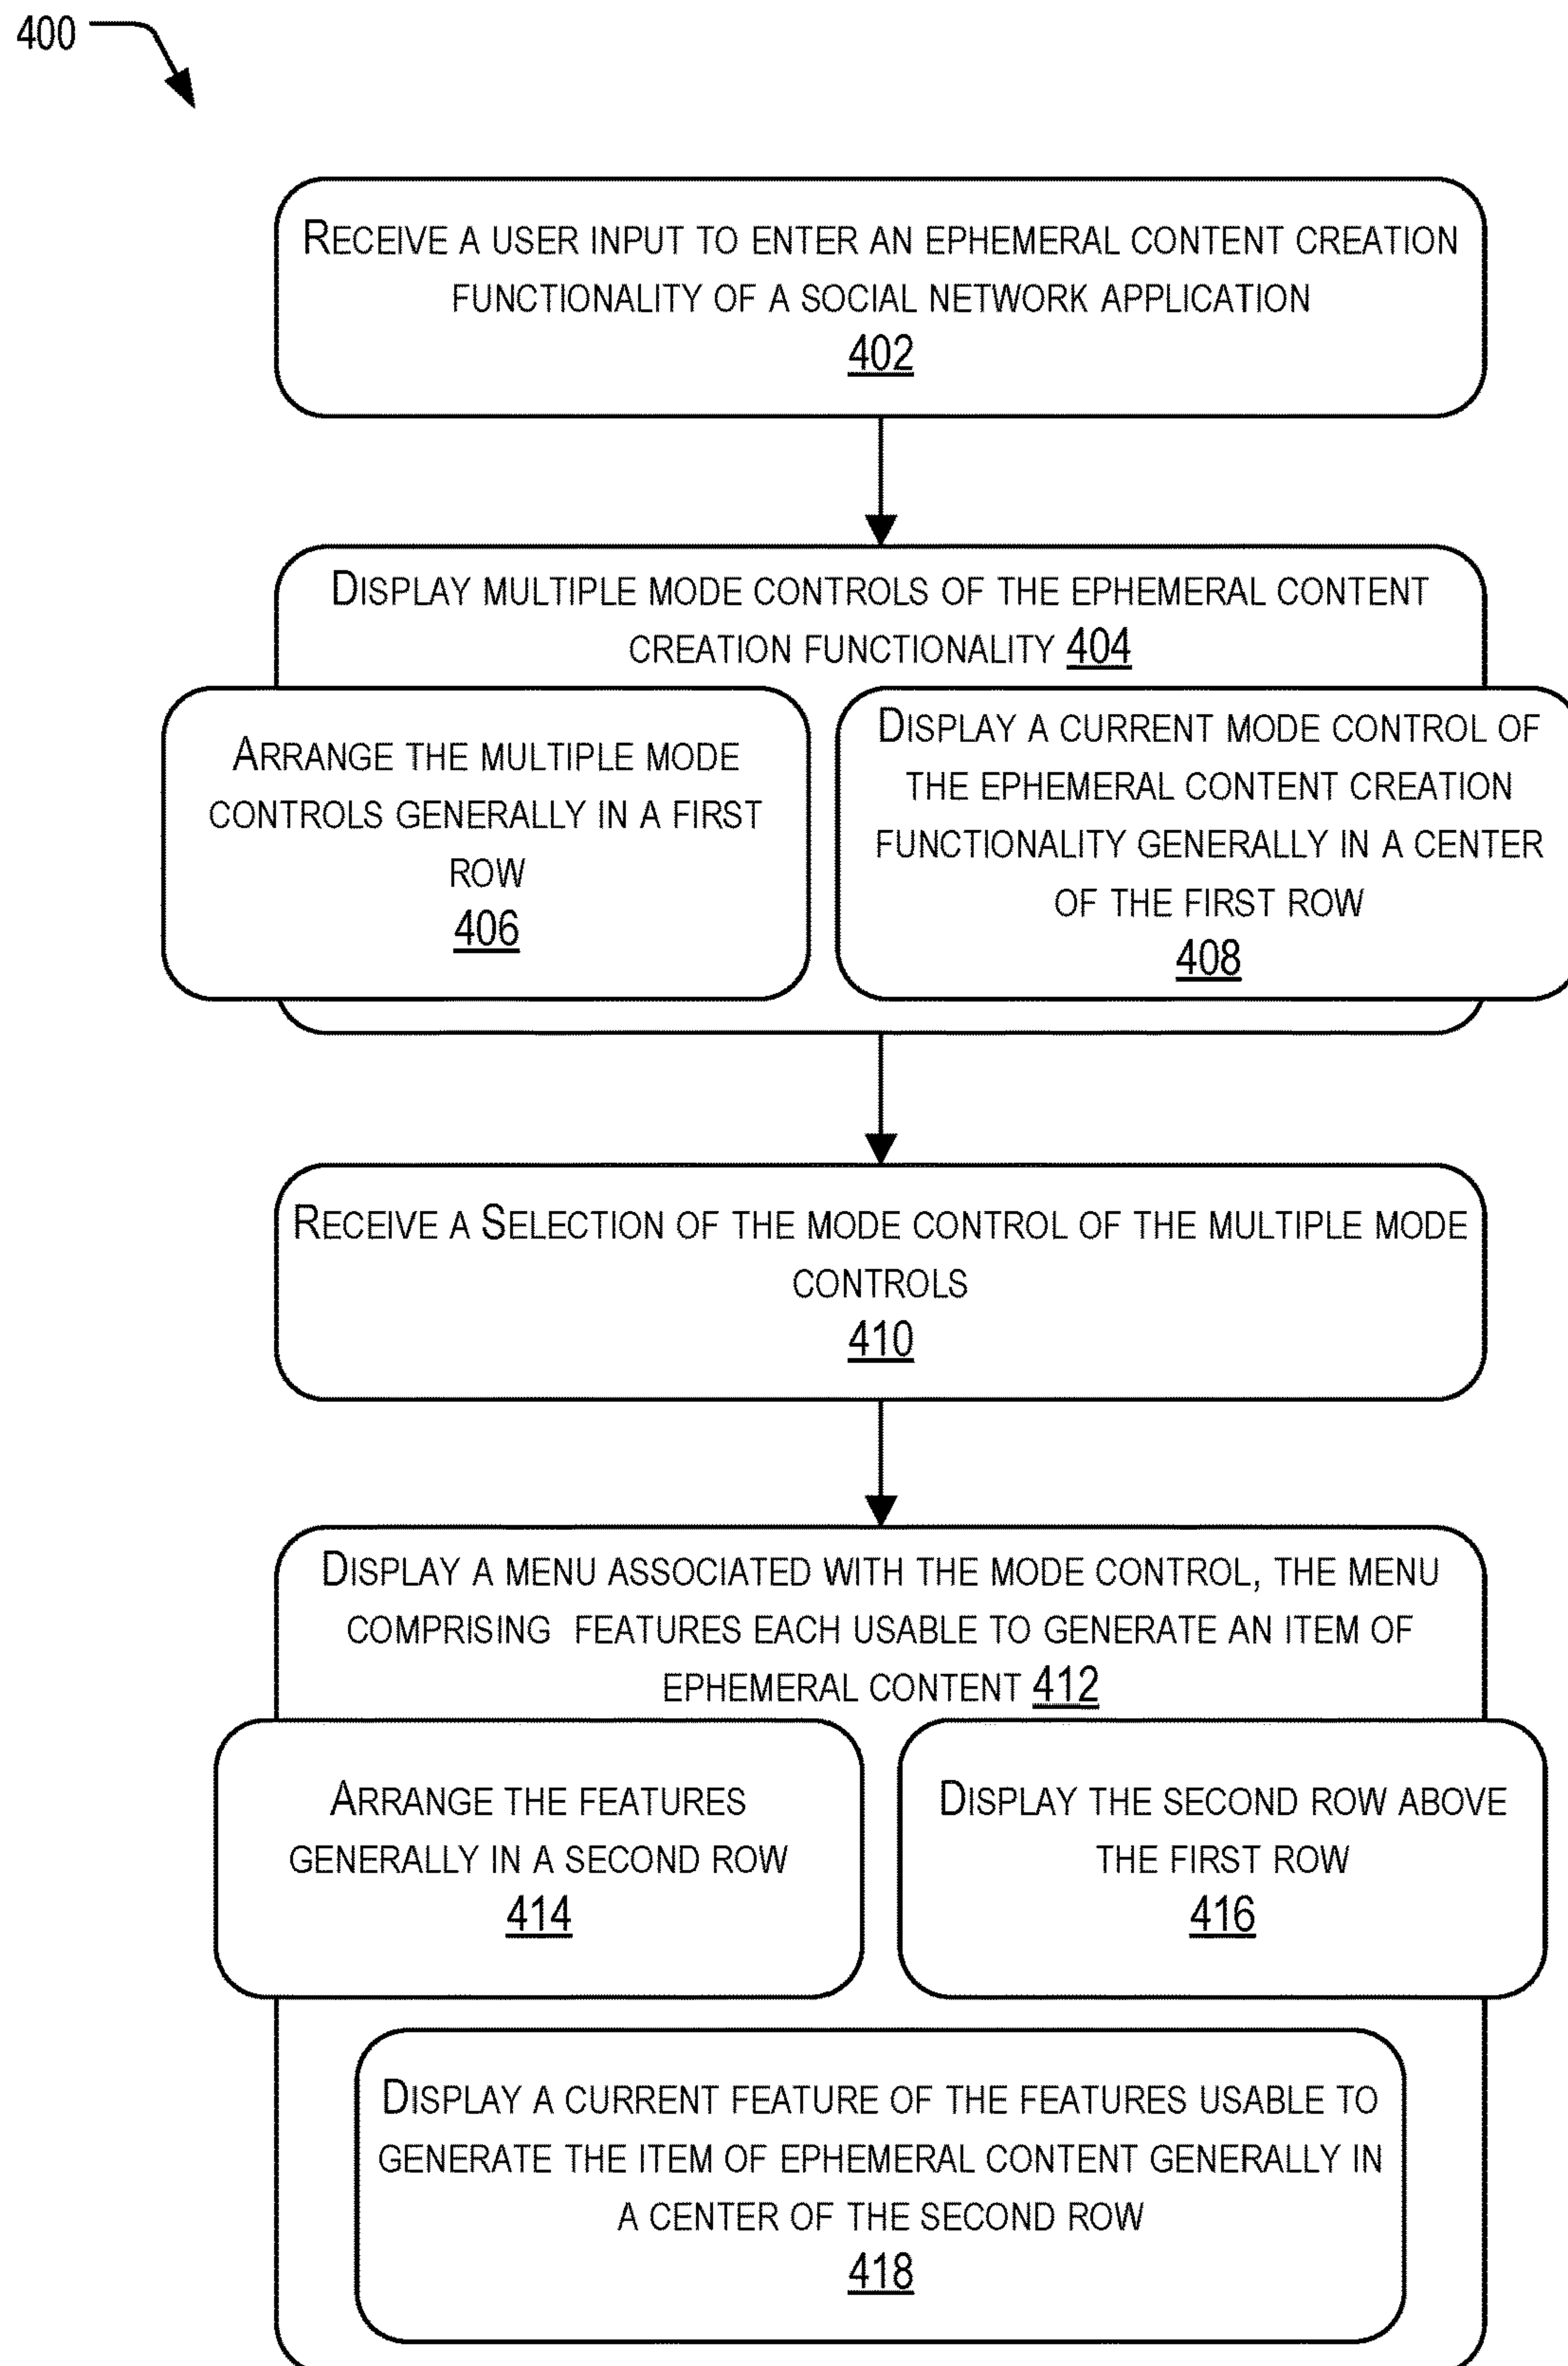 400
RECEIVE A USER INPUT TO ENTER AN EPHEMERAL CONTENT CREATION
FUNCTIONALITY OF A SOCIAL NETWORK APPLICATION
402
DISPLAY MULTIPLE MODE CONTROLS OF THE EPHEMERAL CONTENT
CREATION FUNCTIONALITY 404
ARRANGE THE MULTIPLE MODE
CONTROLS GENERALLY IN A FIRST
ROW
406
DISPLAY A CURRENT MODE CONTROL OF
THE EPHEMERAL CONTENT CREATION
FUNCTIONALITY GENERALLY IN A CENTER
OF THE FIRST ROW
408
RECEIVE A SELECTION OF THE MODE CONTROL OF THE MULTIPLE MODE
CONTROLS
410
DISPLAY A MENU ASSOCIATED WITH THE MODE CONTROL, THE MENU
COMPRISING FEATURES EACH USABLE TO GENERATE AN ITEM OF
EPHEMERAL CONTENT 412
ARRANGE THE FEATURES
GENERALLY IN A SECOND ROW
414
DISPLAY THE SECOND ROW ABOVE
THE FIRST ROW
416
DISPLAY A CURRENT FEATURE OF THE FEATURES USABLE TO
GENERATE THE ITEM OF EPHEMERAL CONTENT GENERALLY IN
A CENTER OF THE SECOND ROW
418